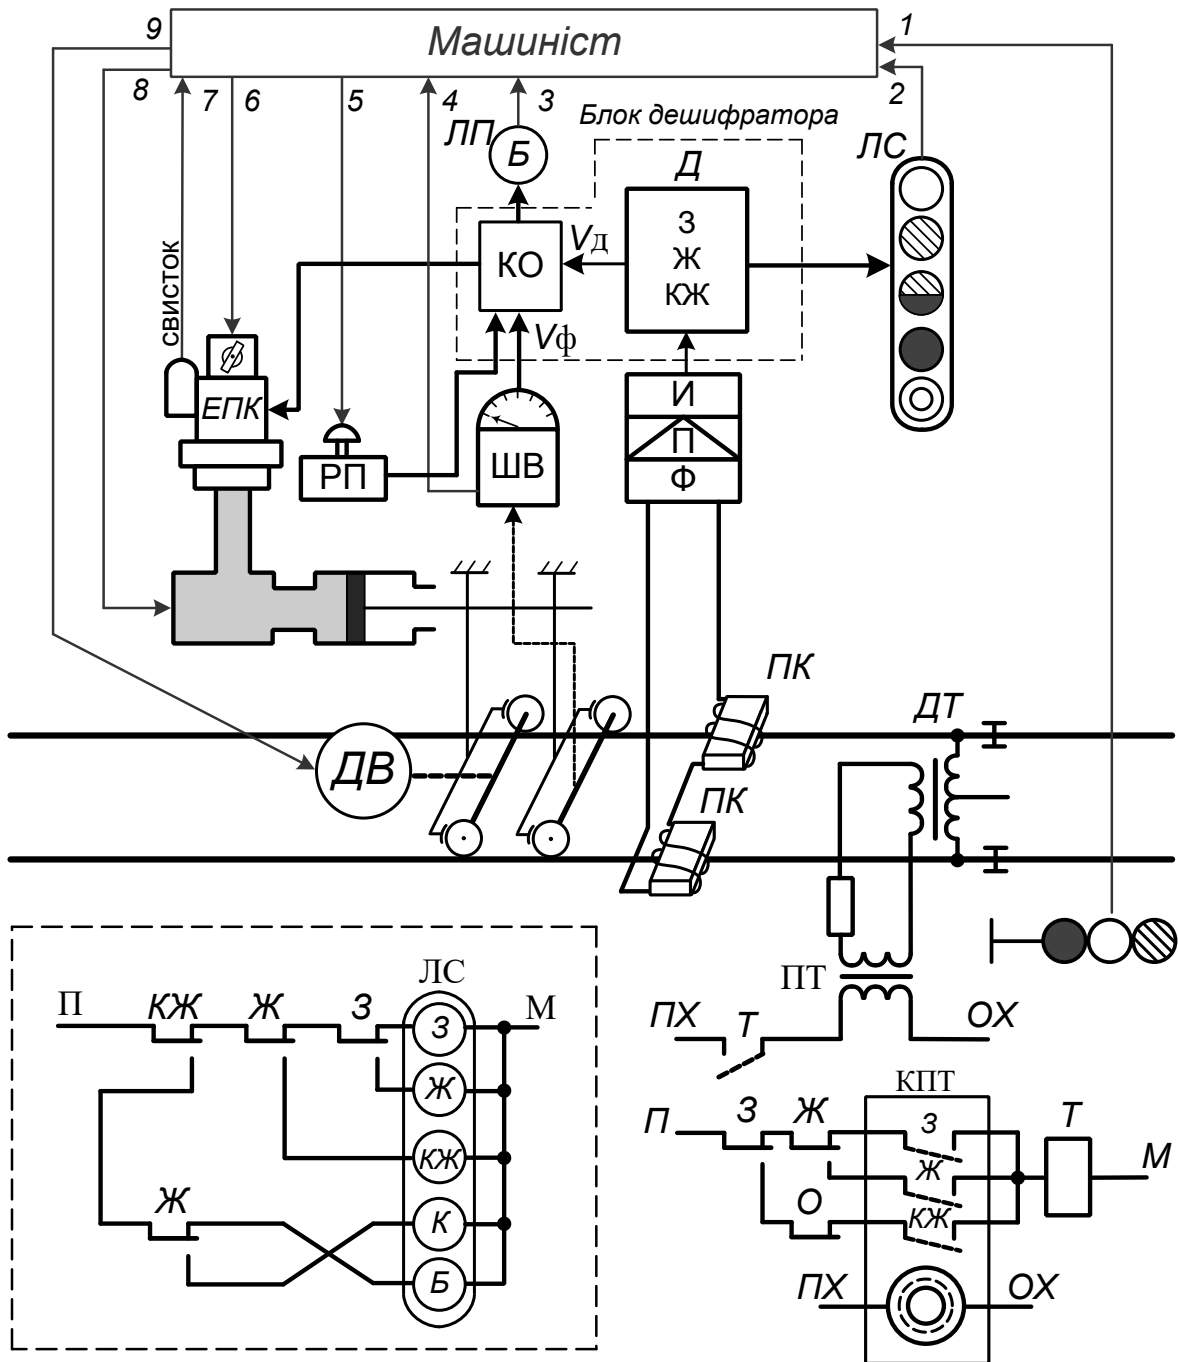 9
Машиніст
1
8
7
6
5
4
3
2
Блок дешифратора
ЛП
Б
ЛС
Д
свисток
КО
Vд
З
Ж
КЖ
Vф
ЕПК
И
П
Ф
РП
ШВ
ПК
ДТ
ДВ
ПК
ПТ
ПХ
Т
ОХ
ЛС
П
КЖ
Ж
З
З
М
Ж
КЖ
Ж
К
Б
КПТ
П
З
Ж
З
Т
Ж
М
О
КЖ
ПХ
ОХ